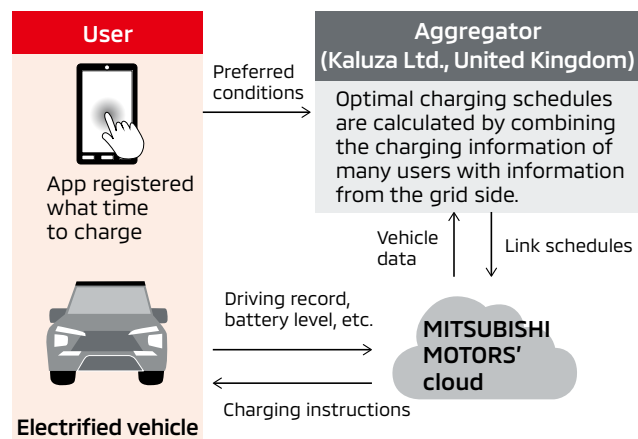 User
App registered
what time
to charge
Electrified vehicle
Preferred
conditions
Aggregator
(Kaluza Ltd., United Kingdom)
Optimal charging schedules
are calculated by combining
the charging information of
many users with information
from the grid side.
Vehicle
data
Link schedules
Driving record,
battery level, etc.
MITSUBISHI
MOTORS’
cloud
Charging instructions